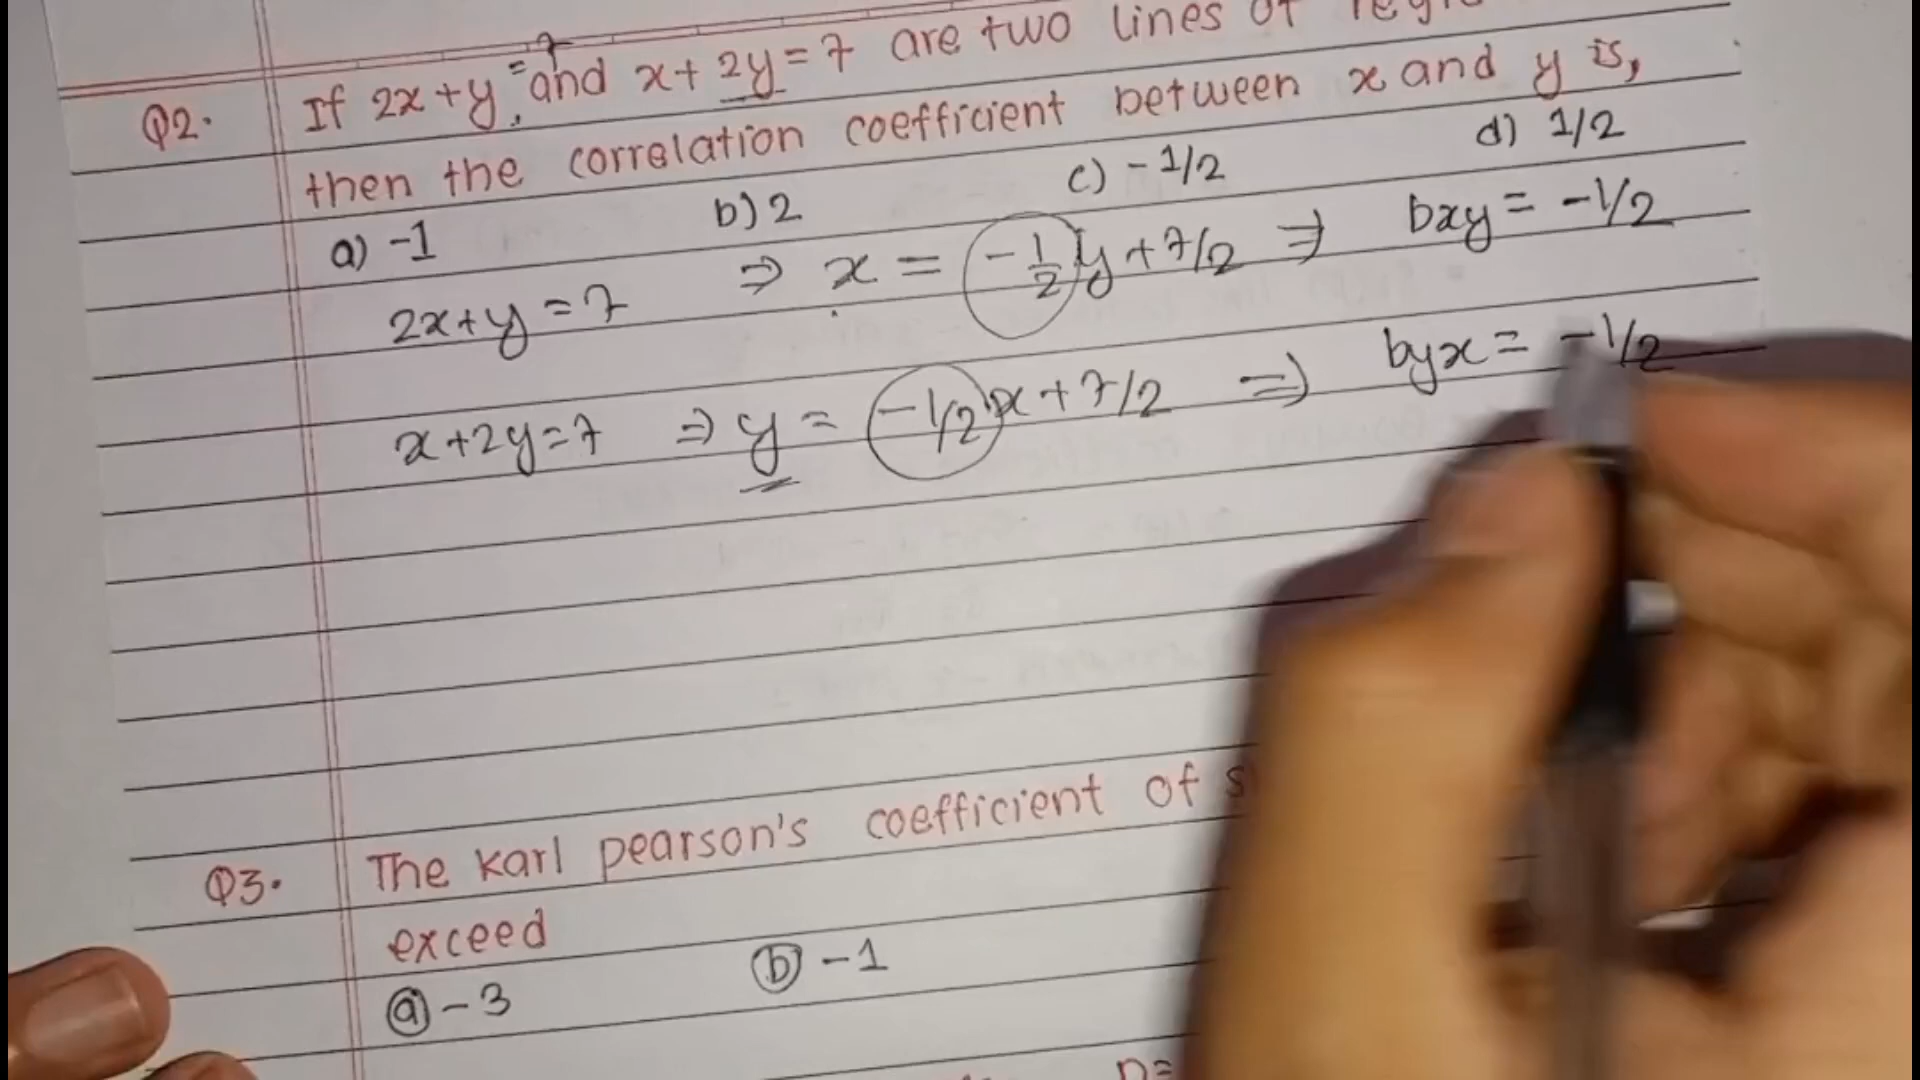 Q2. If 2x+y=7, and x+2y=7 are two lines of
then the correlation coefficient between x and y is,
a) -1 b) 2 c) -1/2 d) 1/2
2x+y=7 ⇒ x = -1/2 y + 7/2 ⇒ bxy = -1/2
x+2y=7 ⇒ y = -1/2 x + 7/2 ⇒ byx = -1/2
Q3. The Karl pearson's coefficient of
exceed
(a) -3 (b) -1